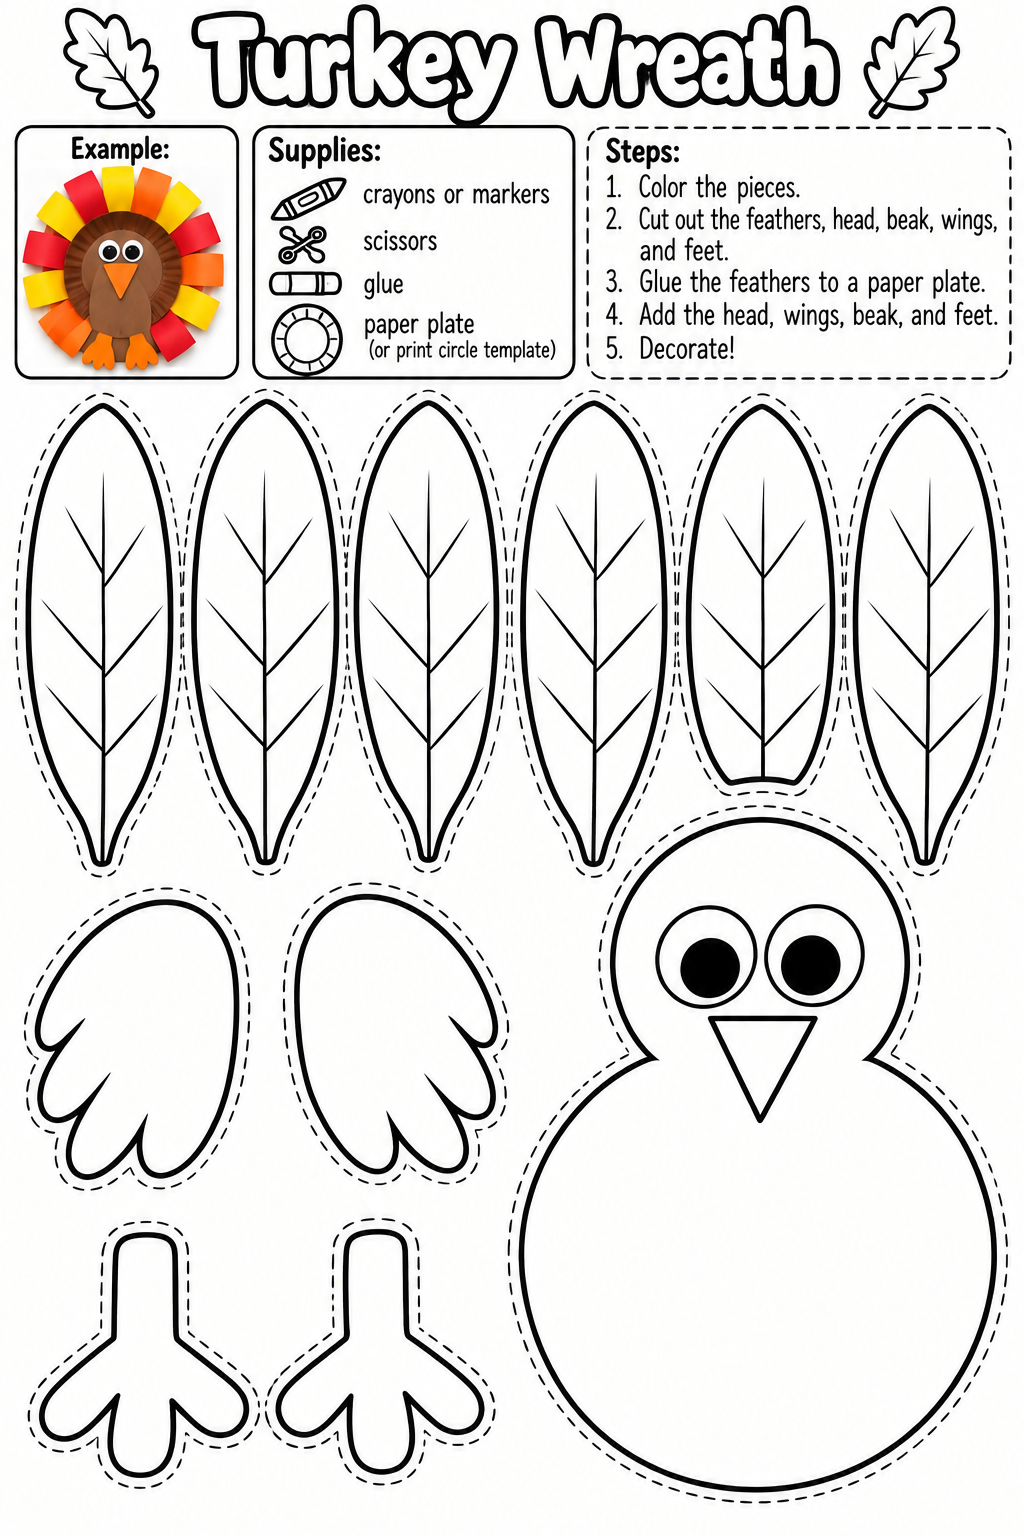 Turkey Wreath
Example:
Supplies:
crayons or markers
scissors
glue
paper plate
(or print circle template)
Steps:
1. Color the pieces.
2. Cut out the feathers, head, beak, wings,
and feet.
3. Glue the feathers to a paper plate.
4. Add the head, wings, beak, and feet.
5. Decorate!